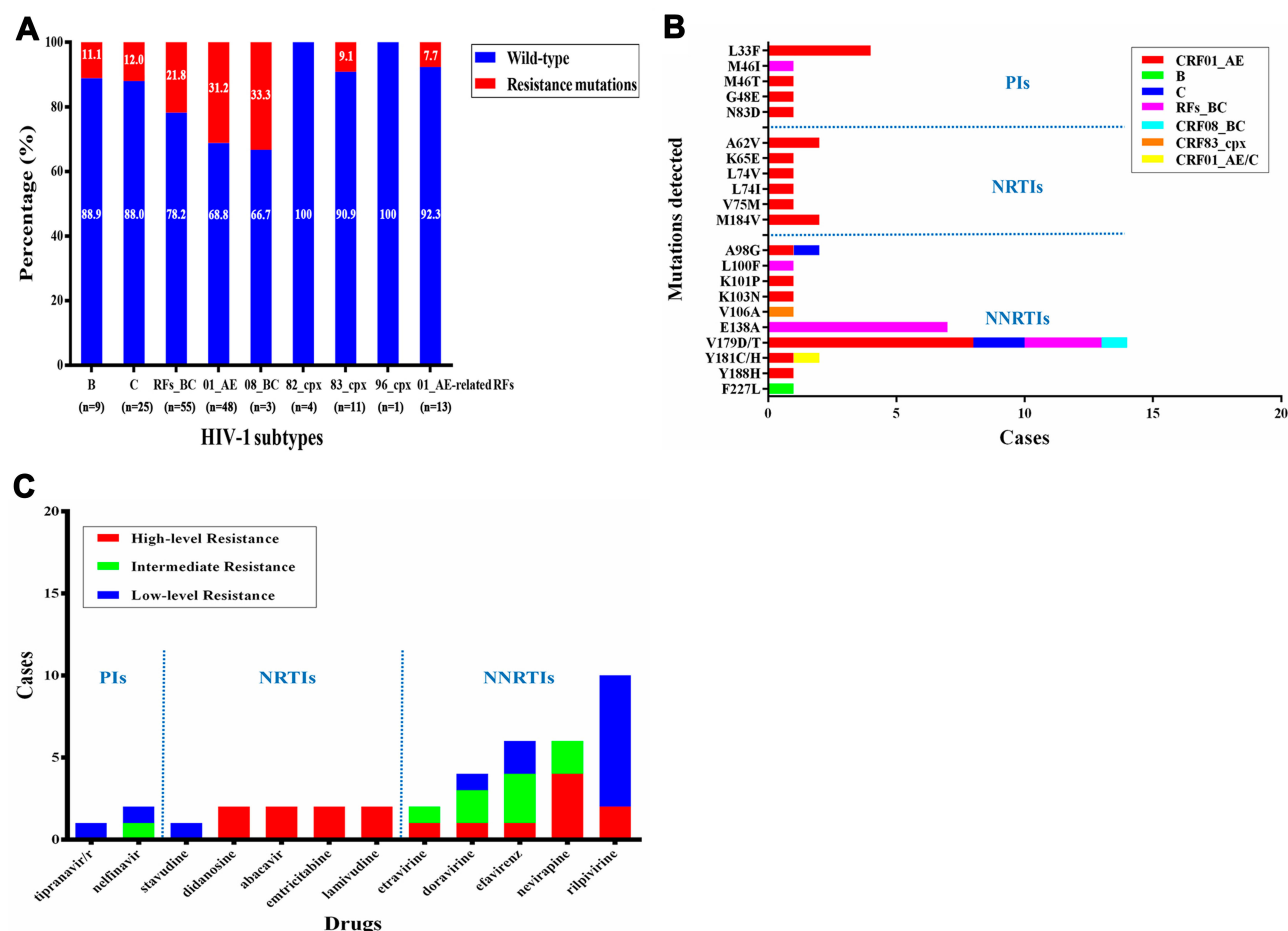 A
Percentage (%)
100
80
60
40
20
0
11.1
12.0
21.8
31.2
33.3
9.1
7.7
88.9
88.0
78.2
68.8
66.7
100
90.9
100
92.3
B C RFs_BC 01_AE 08_BC 82_cpx 83_cpx 96_cpx 01_AE-related RFs
(n=9) (n=25) (n=55) (n=48) (n=3) (n=4) (n=11) (n=1) (n=13)
HIV-1 subtypes
Wild-type
Resistance mutations
B
Mutations detected
L33F
M46I
M46T
G48E
N83D
A62V
K65E
L74V
L74I
V75M
M184V
A98G
L100F
K101P
K103N
V106A
E138A
V179D/T
Y181C/H
Y188H
F227L
PIs
NRTIs
NNRTIs
0 5 10 15 20
Cases
CRF01_AE
B
C
RFs_BC
CRF08_BC
CRF83_cpx
CRF01_AE/C
C
Cases
20
15
10
5
0
High-level Resistance
Intermediate Resistance
Low-level Resistance
PIs NRTIs NNRTIs
tipranavir/r
nelfinavir
stavudine
didanosine
abacavir
emtricitabine
lamivudine
etravirine
doravirine
efavirenz
nevirapine
rilpivirine
Drugs